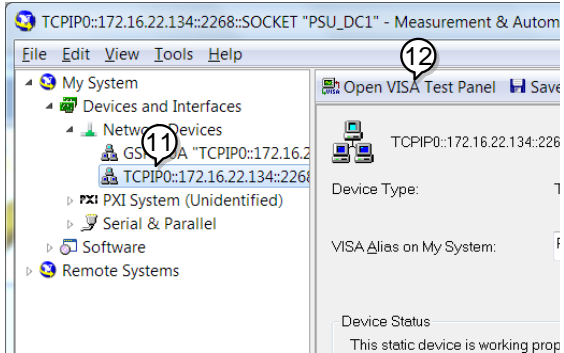 TCPIP0::172.16.22.134::2268::SOCKET "PSU_DC1" - Measurement & Autom
File Edit View Tools Help
12
My System
Devices and Interfaces
Network Devices
11
"TCPIP0::172.16.2
TCPIP0::172.16.22.134::2268
PXI PXI System (Unidentified)
Serial & Parallel
Software
Remote Systems
Open VISA Test Panel Save
TCPIP0::172.16.22.134::226
Device Type:
VISA Alias on My System:
Device Status
This static device is working prop